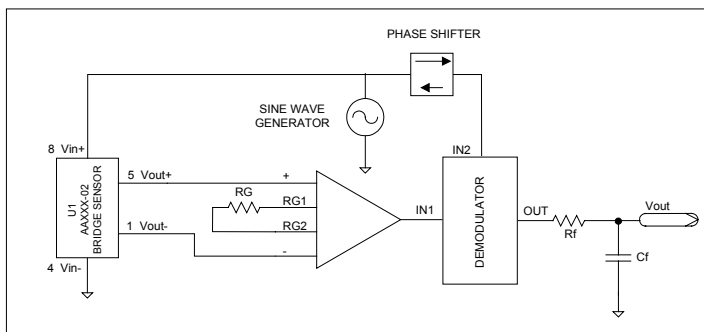 PHASE SHIFTER
SINE WAVE
GENERATOR
IN2
8 Vin+
U1
AAXXX-02
BRIDGE SENSOR
5 Vout+
1 Vout-
4 Vin-
RG
+
RG1
RG2
-
IN1
DEMODULATOR
OUT
Rf
Cf
Vout